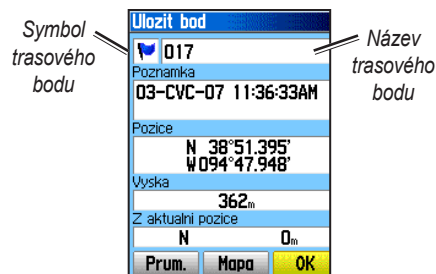 Ulozit bod
Symbol
trasového
bodu
017
Název
trasového
bodu
Poznamka
03-CVC-07 11:36:33AM
Pozice
N 38°51.395'
W094°47.948'
Vyska
362m
Z aktualni pozice
N 0m
Prum. Mapa OK